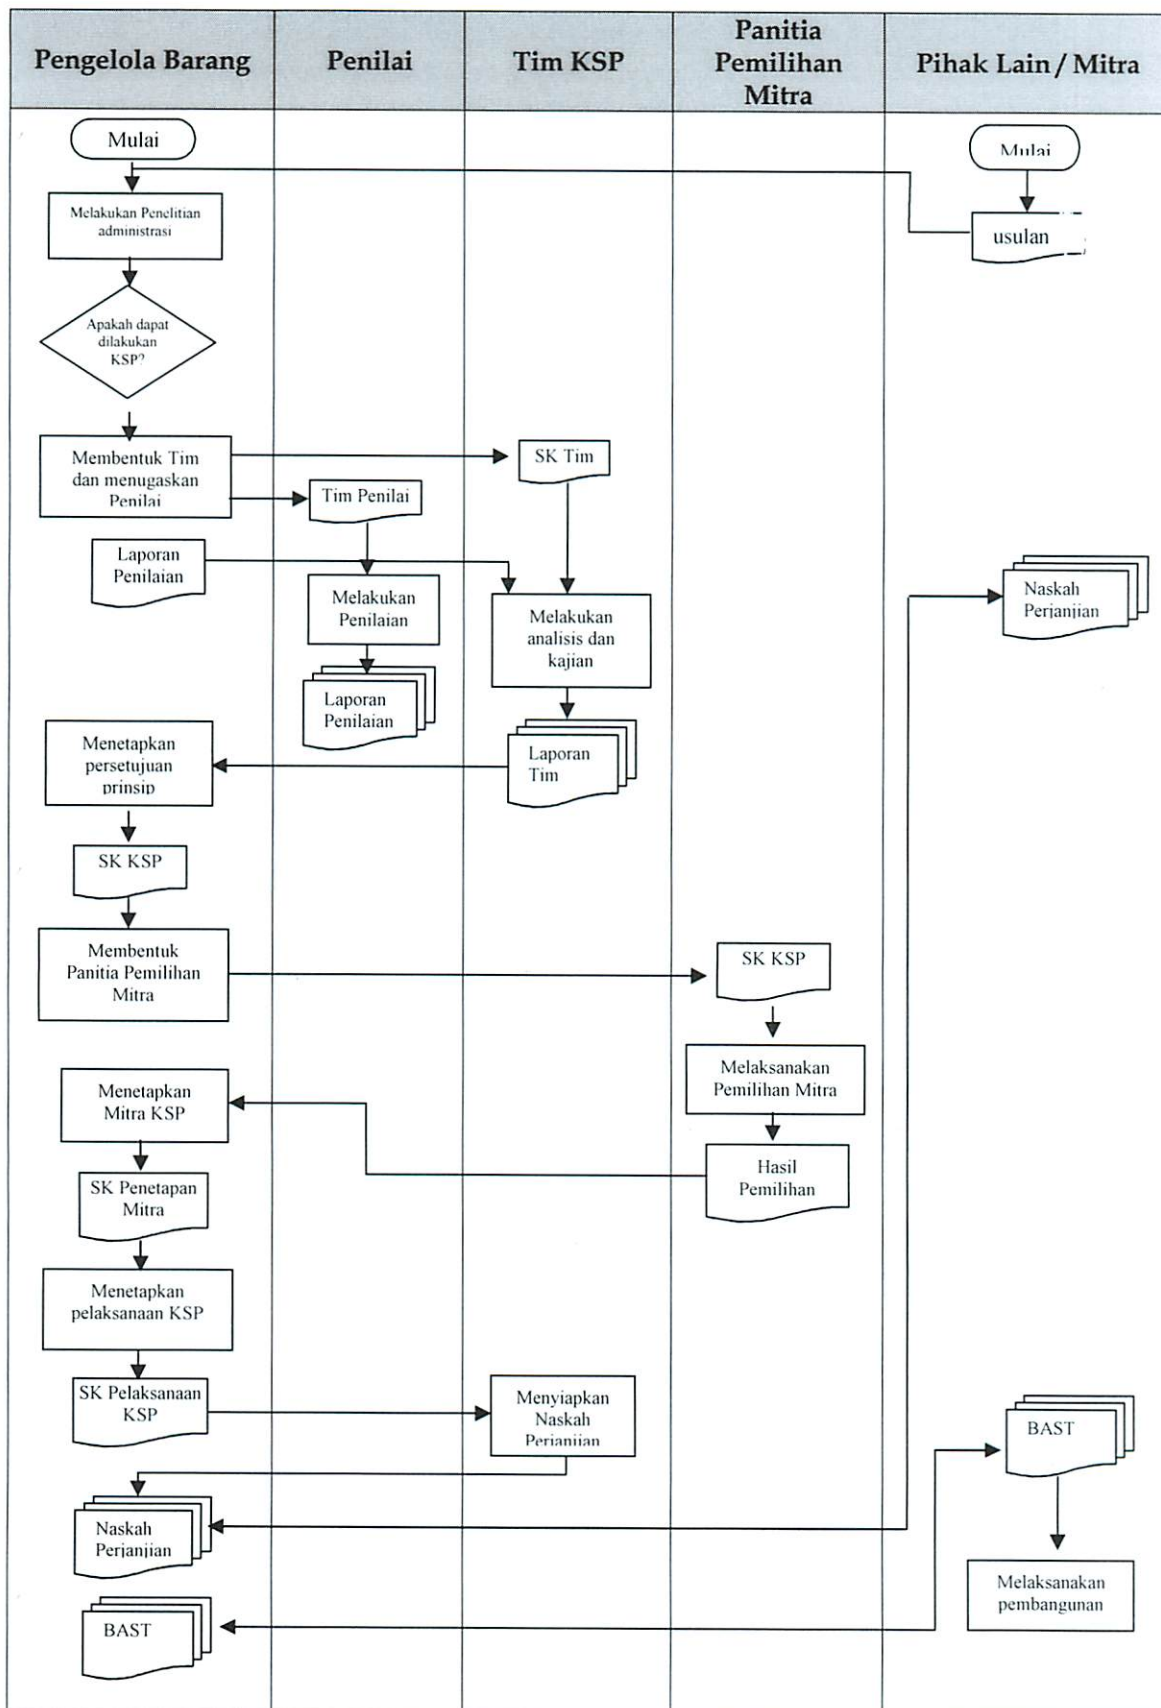 Pengelola Barang
Penilai
Tim KSP
Panitia
Pemilihan
Mitra
Pihak Lain / Mitra
Mulai
Mulai
Melakukan Penelitian
administrasi
usulan
Apakah dapat
dilakukan
KSP?
Membentuk Tim
dan menugaskan
Penilai
SK Tim
Tim Penilai
Laporan
Penilaian
Melakukan
Penilaian
Melakukan
analisis dan
kajian
Naskah
Perjanjian
Laporan
Penilaian
Menetapkan
persetujuan
prinsip
Laporan
Tim
SK KSP
Membentuk
Panitia Pemilihan
Mitra
SK KSP
Melaksanakan
Pemilihan Mitra
Menetapkan
Mitra KSP
Hasil
Pemilihan
SK Penetapan
Mitra
Menetapkan
pelaksanaan KSP
SK Pelaksanaan
KSP
Menyiapkan
Naskah
Perjanjian
BAST
Naskah
Perjanjian
Melaksanakan
pembangunan
BAST